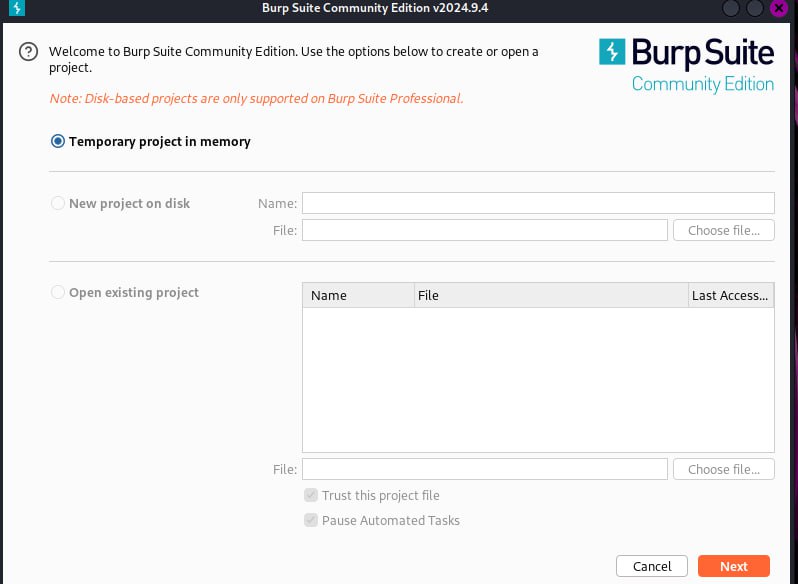 Burp Suite Community Edition v2024.9.4
Welcome to Burp Suite Community Edition. Use the options below to create or open a
project.
Burp Suite
Community Edition
Note: Disk-based projects are only supported on Burp Suite Professional.
Temporary project in memory
New project on disk
Name:
File:
Choose file...
Open existing project
Name
File
Last Access...
File:
Choose file...
Trust this project file
Pause Automated Tasks
Cancel
Next